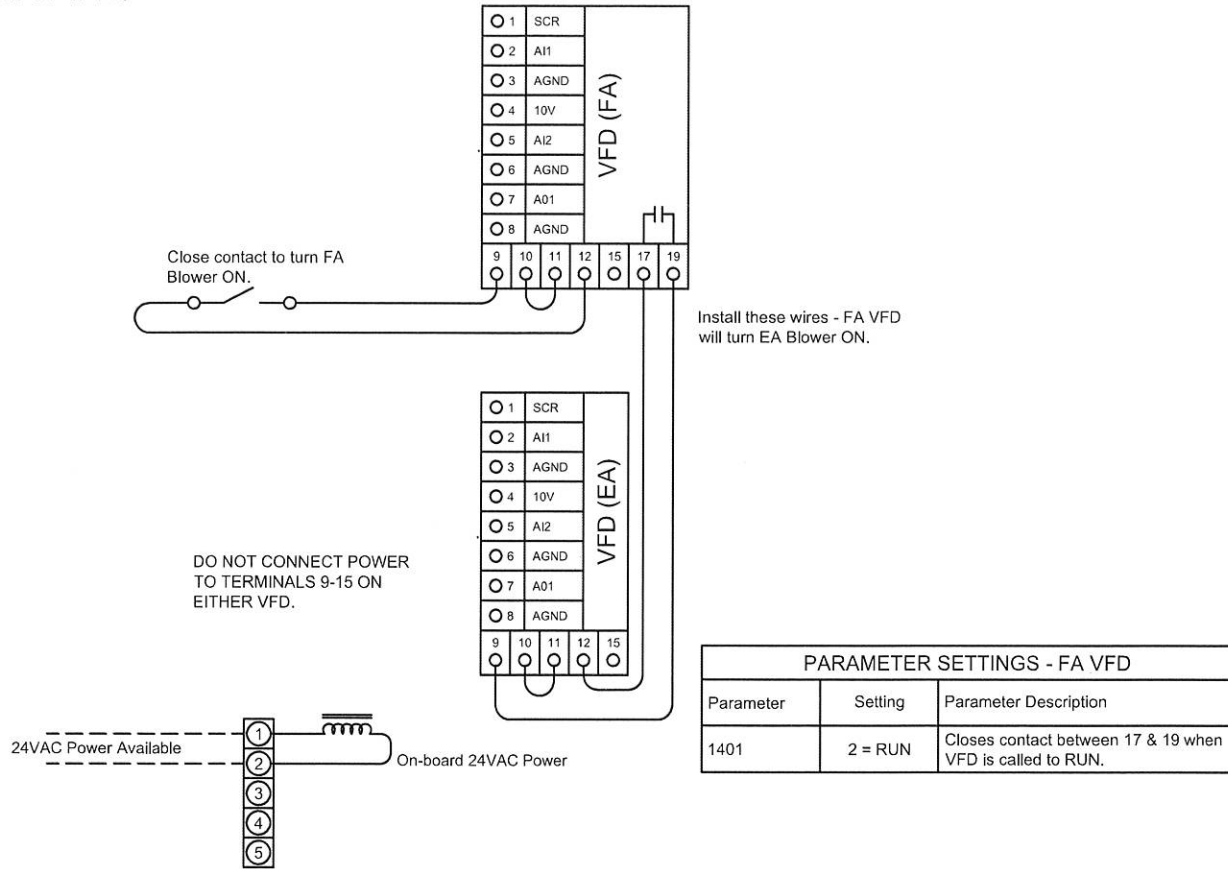 1 SCR
2 AI1
3 AGND
4 10V
5 AI2
6 AGND
7 A01
8 AGND
VFD (FA)
9 10 11 12 15 17 19
Close contact to turn FA
Blower ON.
Install these wires - FA VFD
will turn EA Blower ON.
1 SCR
2 AI1
3 AGND
4 10V
5 AI2
6 AGND
7 A01
8 AGND
VFD (EA)
9 10 11 12 15
DO NOT CONNECT POWER
TO TERMINALS 9-15 ON
EITHER VFD.
24VAC Power Available
1
2
3
4
5
On-board 24VAC Power
PARAMETER SETTINGS - FA VFD
Parameter Setting Parameter Description
1401 2 = RUN Closes contact between 17 & 19 when
VFD is called to RUN.